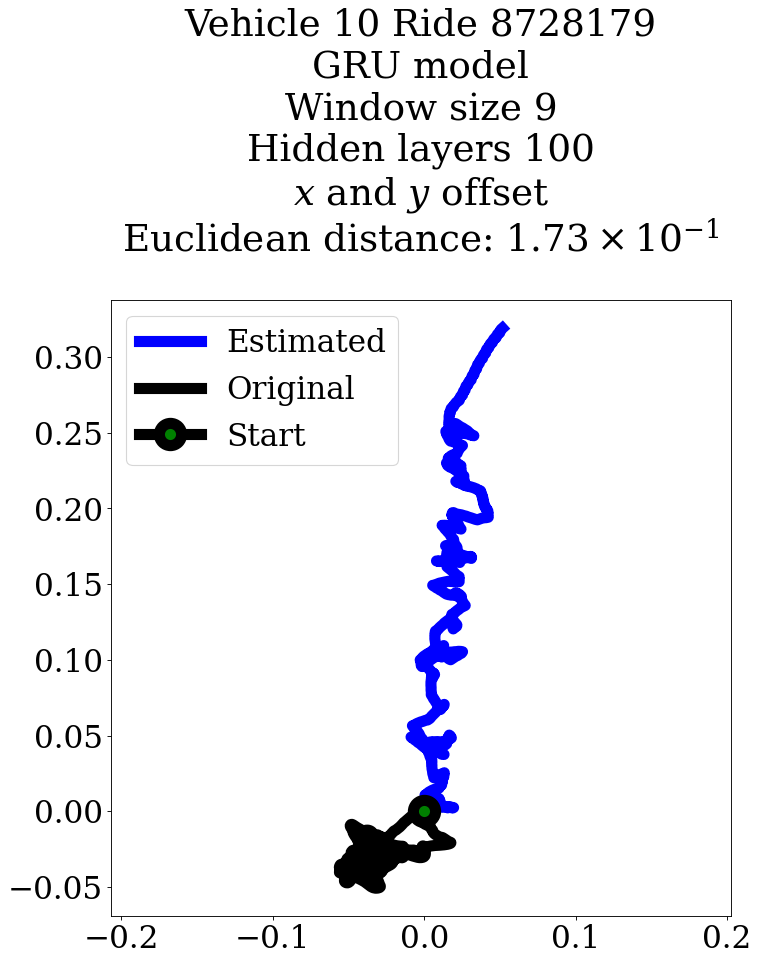 Vehicle 10 Ride 8728179
GRU model
Window size 9
Hidden layers 100
x and y offset
Euclidean distance: 1.73 × 10⁻¹
Estimated
Original
Start
0.30
0.25
0.20
0.15
0.10
0.05
0.00
−0.05
−0.2 −0.1 0.0 0.1 0.2